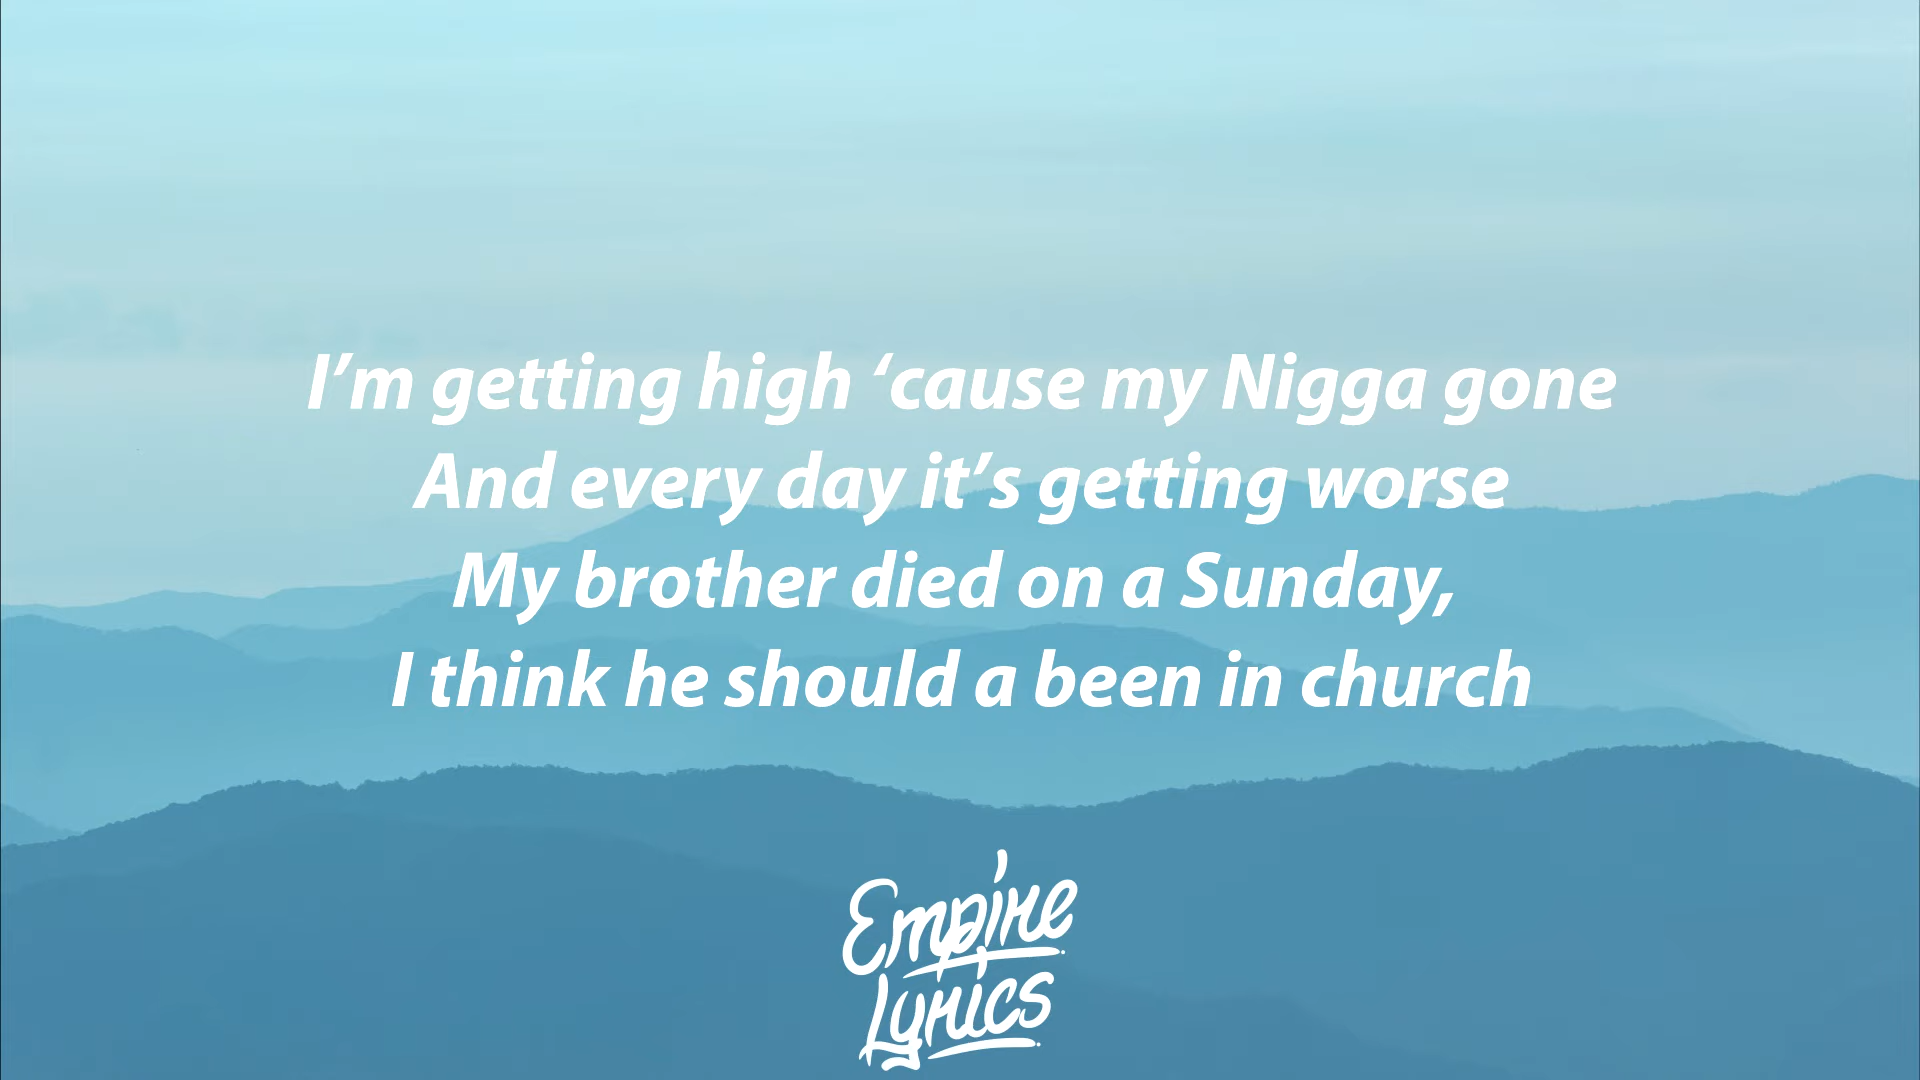 I’m getting high ‘cause my Nigga gone
And every day it’s getting worse
My brother died on a Sunday,
I think he should a been in church
Empire
Lyrics